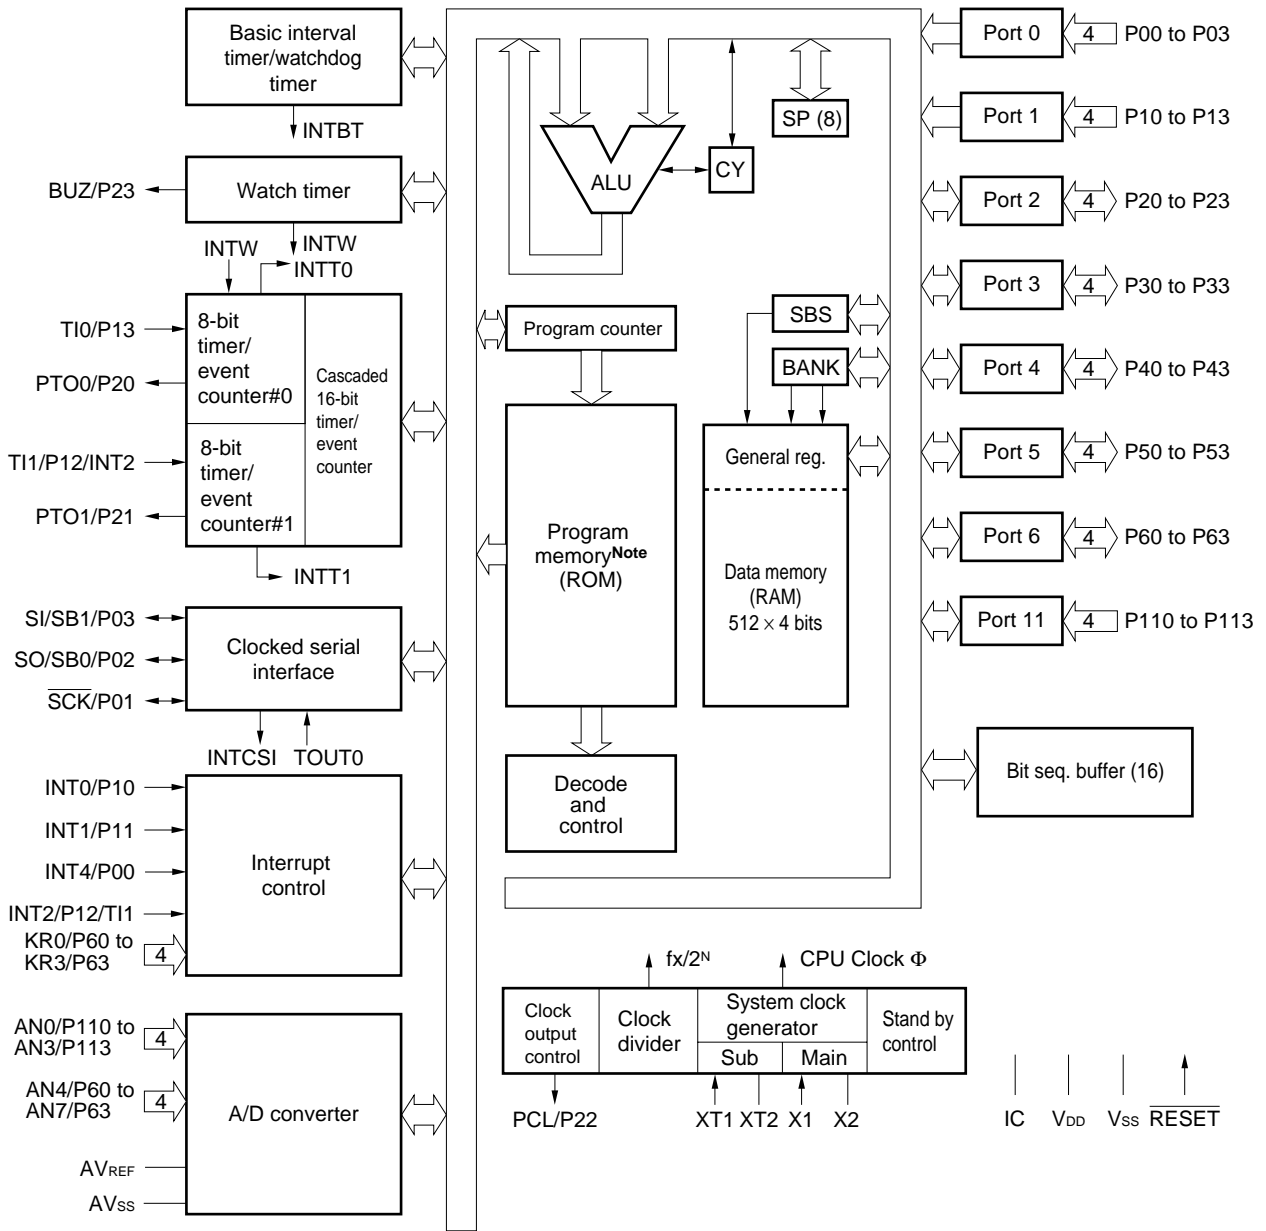 Basic interval
timer/watchdog
timer
INTBT
BUZ/P23
Watch timer
INTW
INTW
INTT0
TI0/P13
PTO0/P20
TI1/P12/INT2
PTO1/P21
8-bit
timer/
event
counter#0
8-bit
timer/
event
counter#1
Cascaded
16-bit
timer/
event
counter
INTT1
SI/SB1/P03
SO/SB0/P02
SCK/P01
Clocked serial
interface
INTCSI
TOUT0
INT0/P10
INT1/P11
INT4/P00
INT2/P12/TI1
KR0/P60 to
KR3/P63
4
Interrupt
control
AN0/P110 to
AN3/P113
4
AN4/P60 to
AN7/P63
4
AVREF
AVSS
A/D converter
ALU
CY
SP (8)
Program counter
Program
memoryNote
(ROM)
Decode
and
control
SBS
BANK
General reg.
Data memory
(RAM)
512 × 4 bits
fx/2N
CPU Clock Φ
Clock
output
control
Clock
divider
System clock
generator
Sub
Main
Stand by
control
PCL/P22
XT1
XT2
X1
X2
Port 0
4
P00 to P03
Port 1
4
P10 to P13
Port 2
4
P20 to P23
Port 3
4
P30 to P33
Port 4
4
P40 to P43
Port 5
4
P50 to P53
Port 6
4
P60 to P63
Port 11
4
P110 to P113
Bit seq. buffer (16)
IC
VDD
VSS
RESET